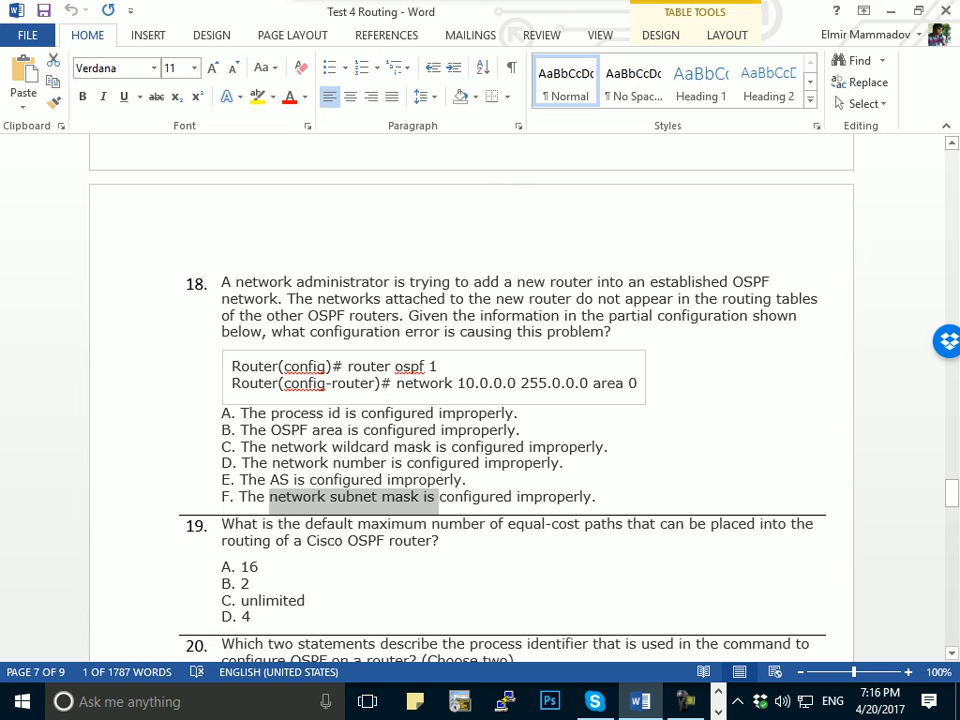 Test 4 Routing - Word
TABLE TOOLS
FILE HOME INSERT DESIGN PAGE LAYOUT REFERENCES MAILINGS REVIEW VIEW DESIGN LAYOUT Elmir Mammadov
Paste
Verdana 11
Aa
B I U abc X₂ X²
AaBbCcDc AaBbCcDc AaBbC AaBbCcD
¶ Normal ¶ No Spac... Heading 1 Heading 2
Find
Replace
Select
Clipboard Font Paragraph Styles Editing
18. A network administrator is trying to add a new router into an established OSPF
network. The networks attached to the new router do not appear in the routing tables
of the other OSPF routers. Given the information in the partial configuration shown
below, what configuration error is causing this problem?
Router(config)# router ospf 1
Router(config-router)# network 10.0.0.0 255.0.0.0 area 0
A. The process id is configured improperly.
B. The OSPF area is configured improperly.
C. The network wildcard mask is configured improperly.
D. The network number is configured improperly.
E. The AS is configured improperly.
F. The network subnet mask is configured improperly.
19. What is the default maximum number of equal-cost paths that can be placed into the
routing of a Cisco OSPF router?
A. 16
B. 2
C. unlimited
D. 4
20. Which two statements describe the process identifier that is used in the command to
configure OSPF on a router? (Choose two)
PAGE 7 OF 9 1 OF 1787 WORDS ENGLISH (UNITED STATES) 100%
Ask me anything
ENG
7:16 PM
4/20/2017